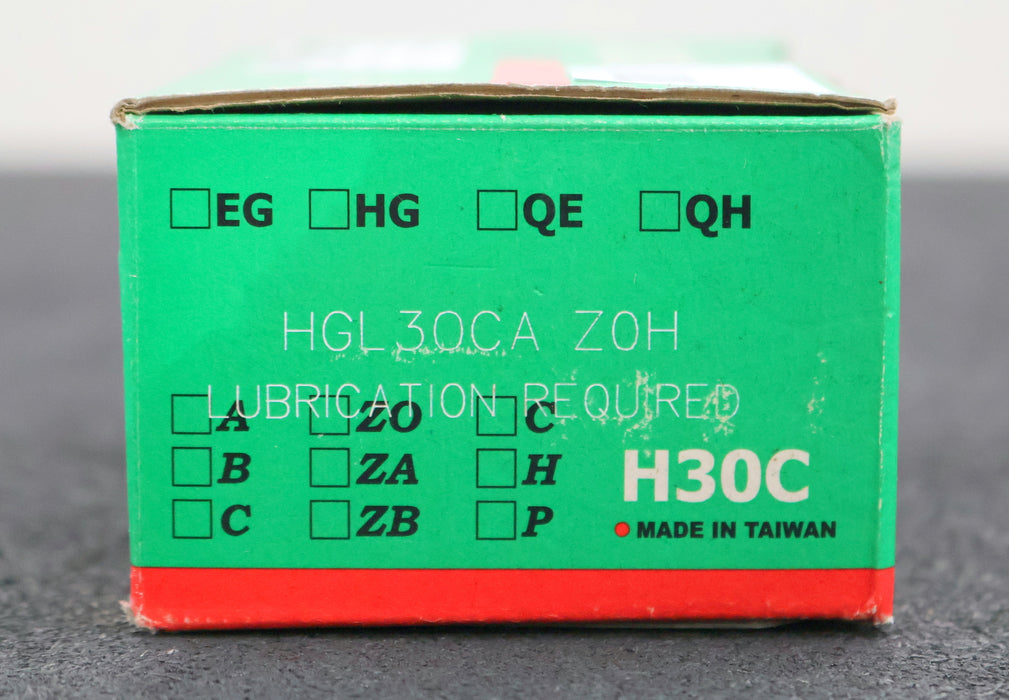 ☐EG ☐HG ☐QE ☐QH
HGL30CA Z0H
LUBRICATION REQUIRED
☐A ☐ZO ☐C
☐B ☐ZA ☐H
☐C ☐ZB ☐P
H30C
MADE IN TAIWAN